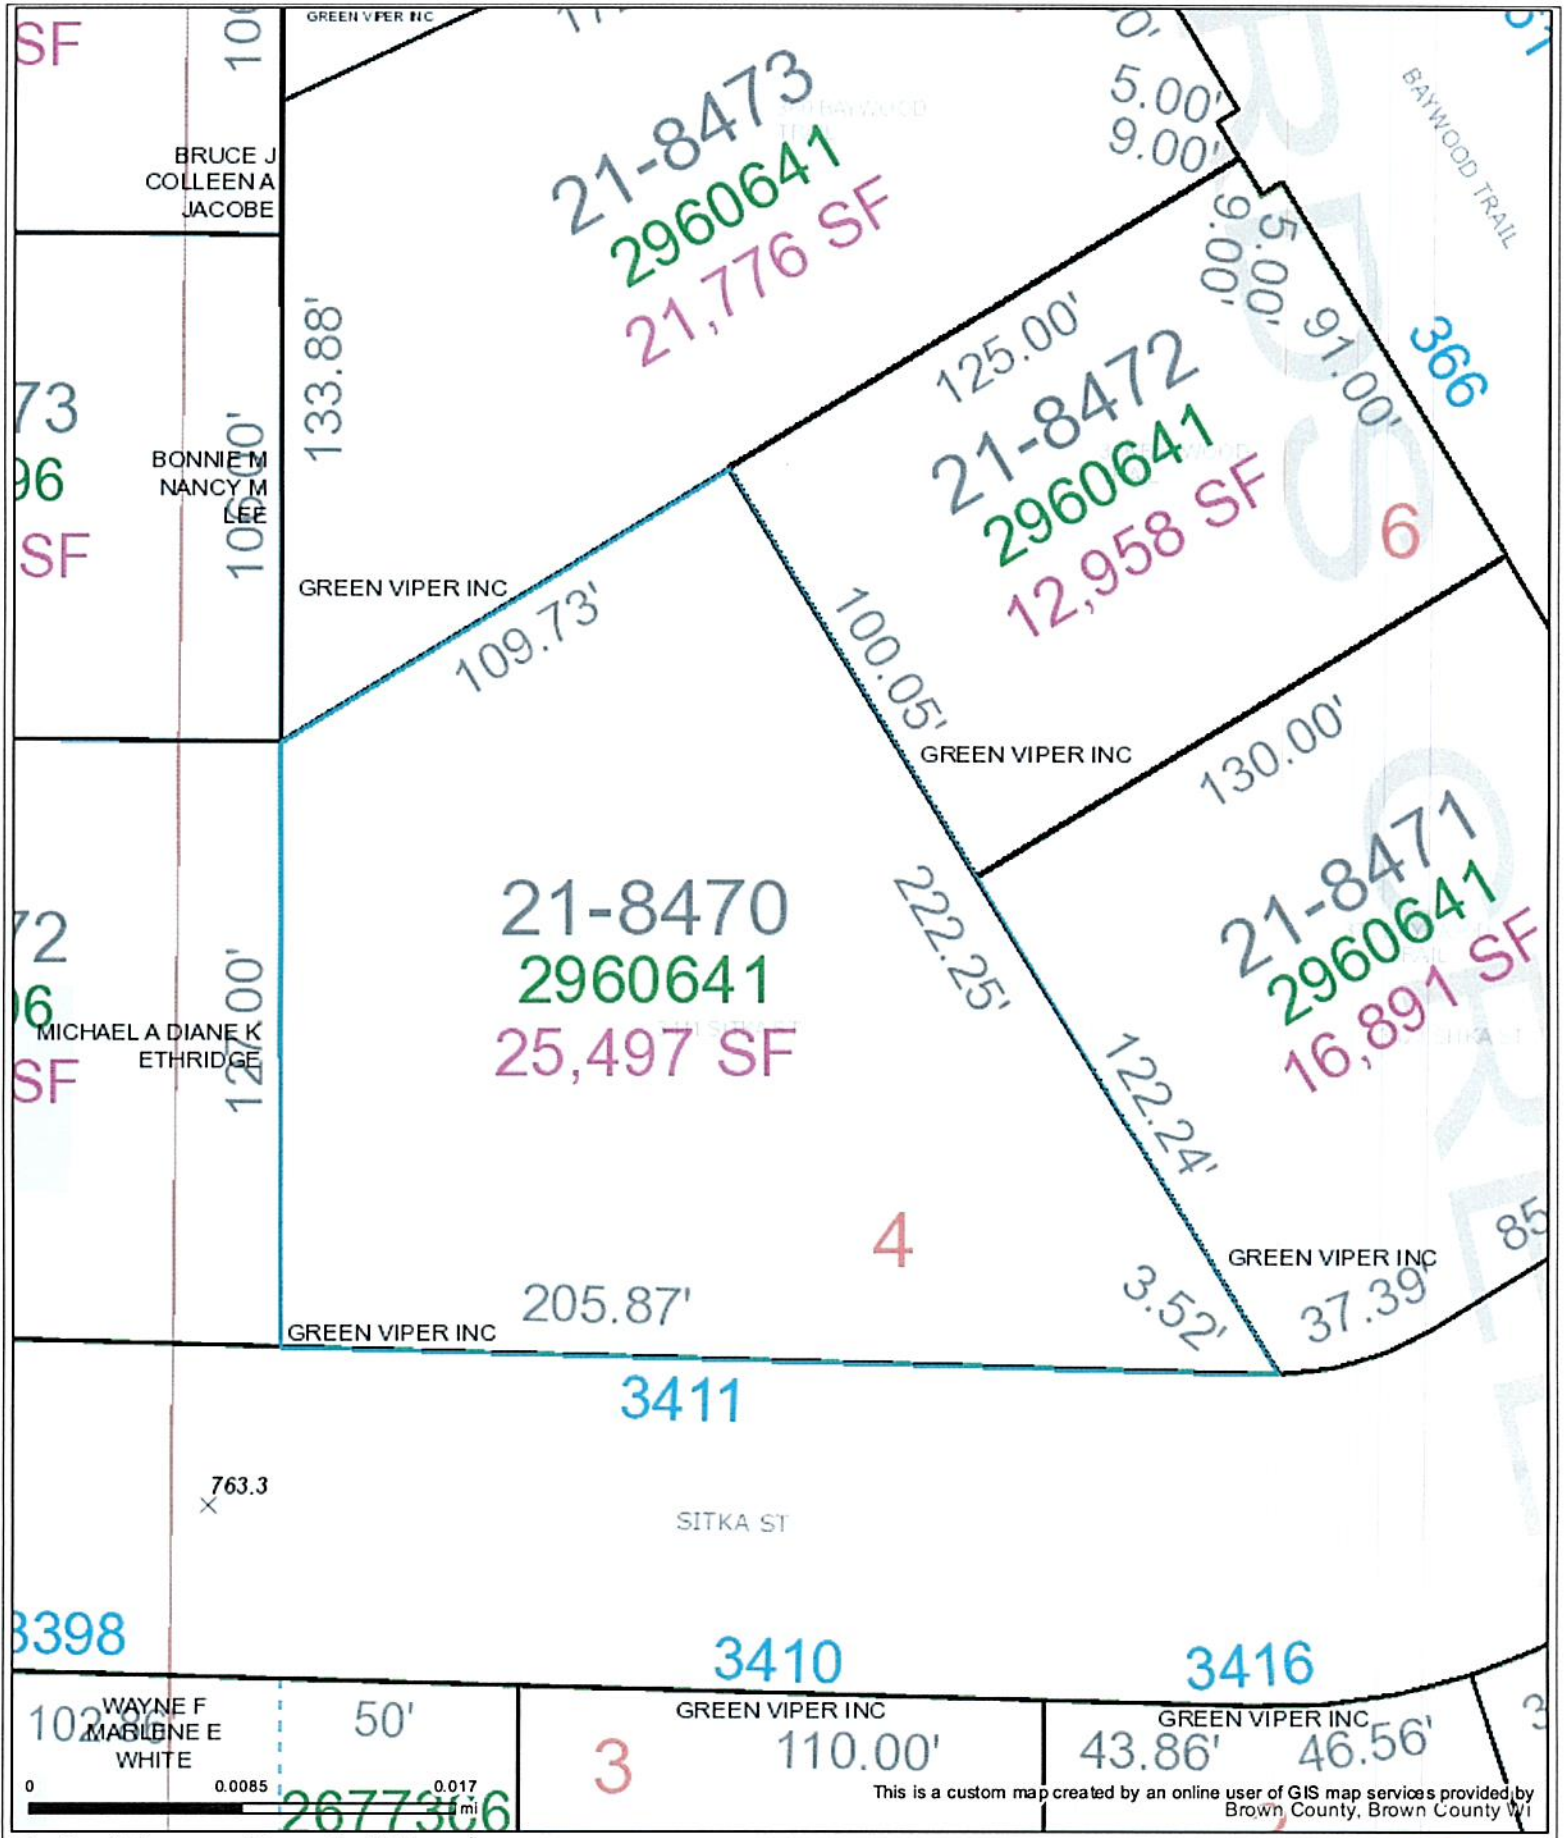 SF
100
GREEN VIPER INC
5.00'
9.00'
BAYWOOD TRAIL
21-8473
2960641
21,776 SF
BRUCE J
COLLEEN A
JACOBE
133.88'
9.00'
5.00'
91.00'
366
125.00'
21-8472
2960641
12,958 SF
6
73
96
SF
106.00'
BONNIE M
NANCY M
LEE
GREEN VIPER INC
109.73'
100.05'
GREEN VIPER INC
130.00'
21-8470
2960641
25,497 SF
222.25'
21-8471
2960641
16,891 SF
72
96
SF
127.00'
MICHAEL A DIANE K
ETHRIDGE
122.24'
4
GREEN VIPER INC
85
205.87'
3.52'
37.39'
GREEN VIPER INC
3411
763.3
SITKA ST
3398
3410
3416
WAYNE F
MARLENE E
WHITE
50'
GREEN VIPER INC
GREEN VIPER INC
3
110.00'
43.86'
46.56'
0 0.0085 0.017
mi
This is a custom map created by an online user of GIS map services provided by
Brown County, Brown County WI